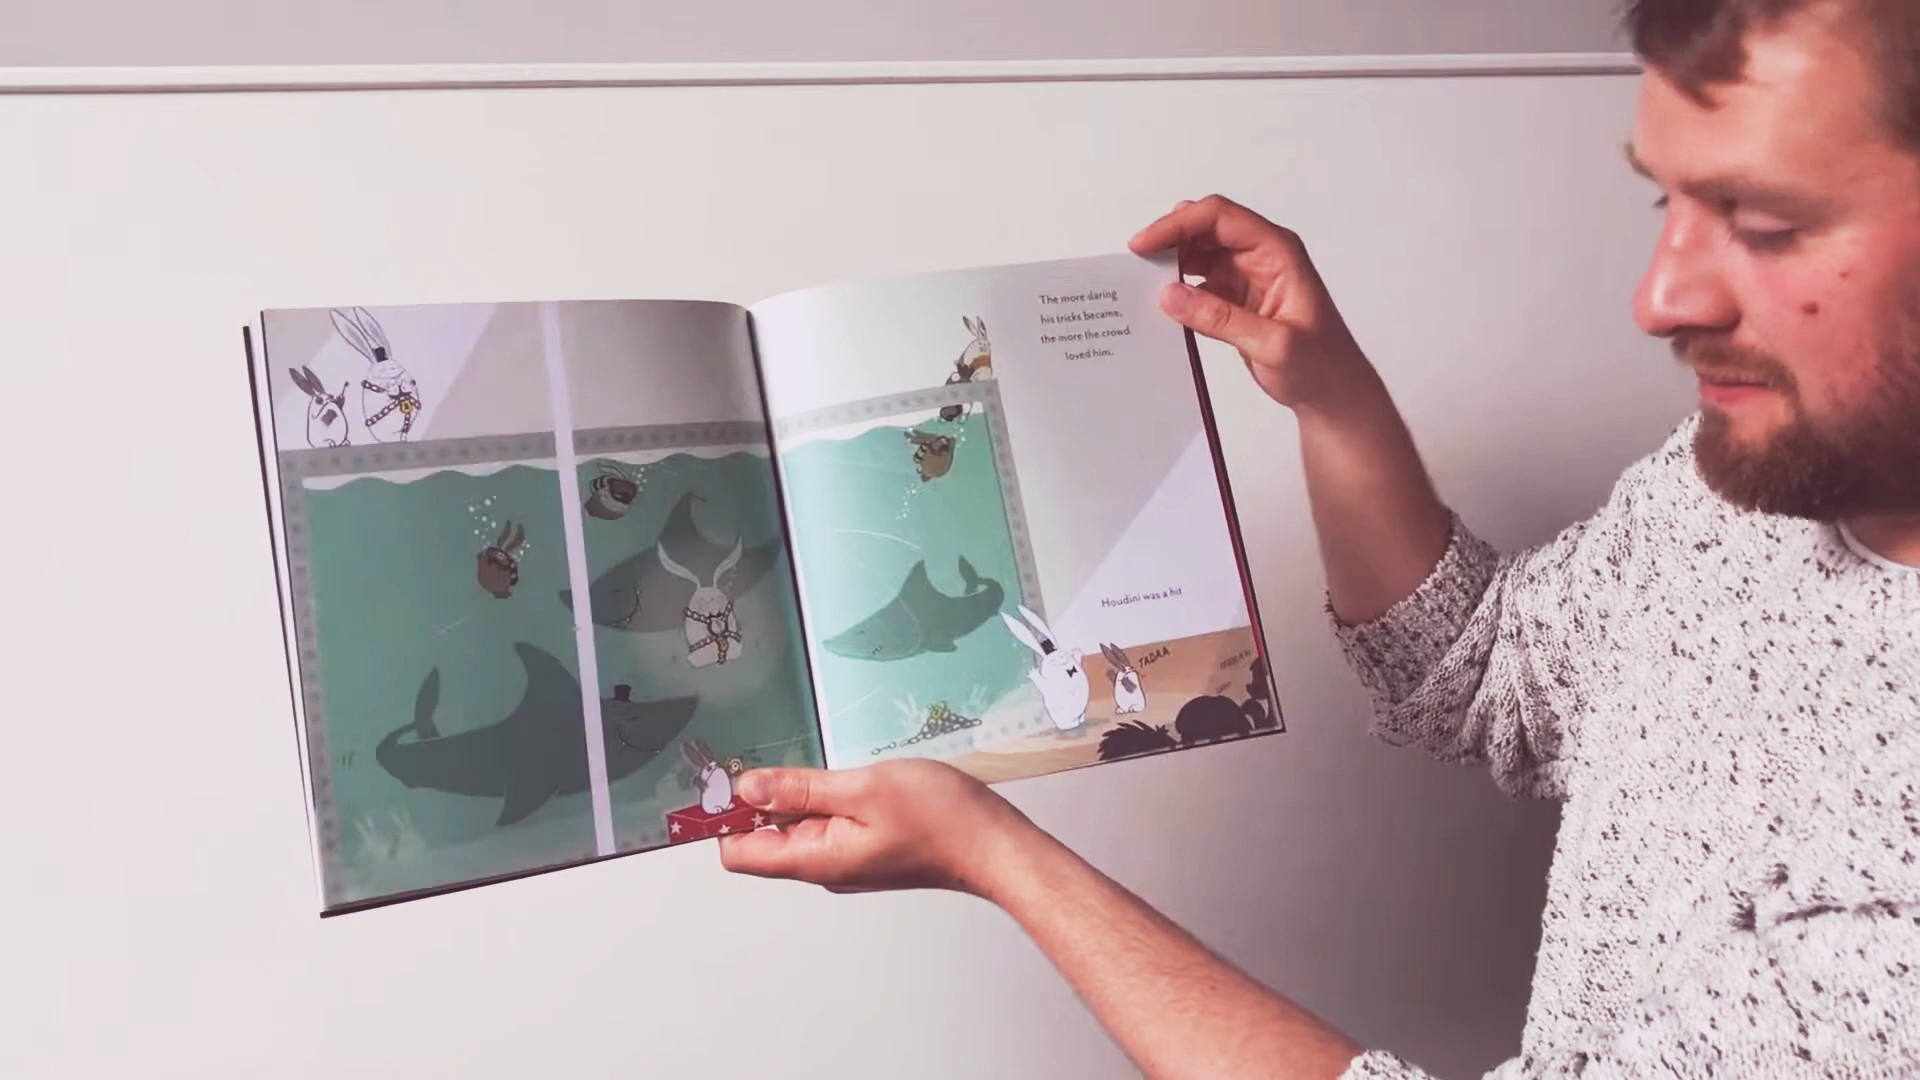 The more daring
his tricks became,
the more the crowd
loved him.
Houdini was a hit.
TADAA